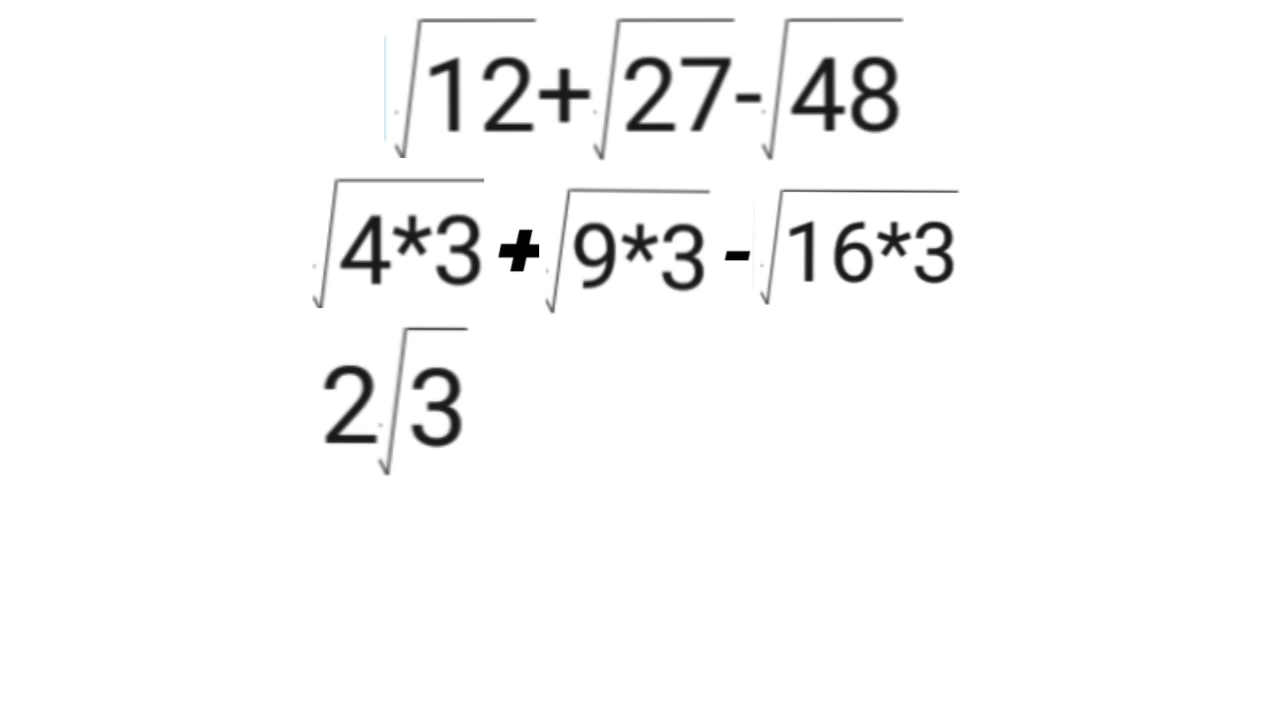 √12+√27-√48
√4*3 + √9*3 - √16*3
2√3